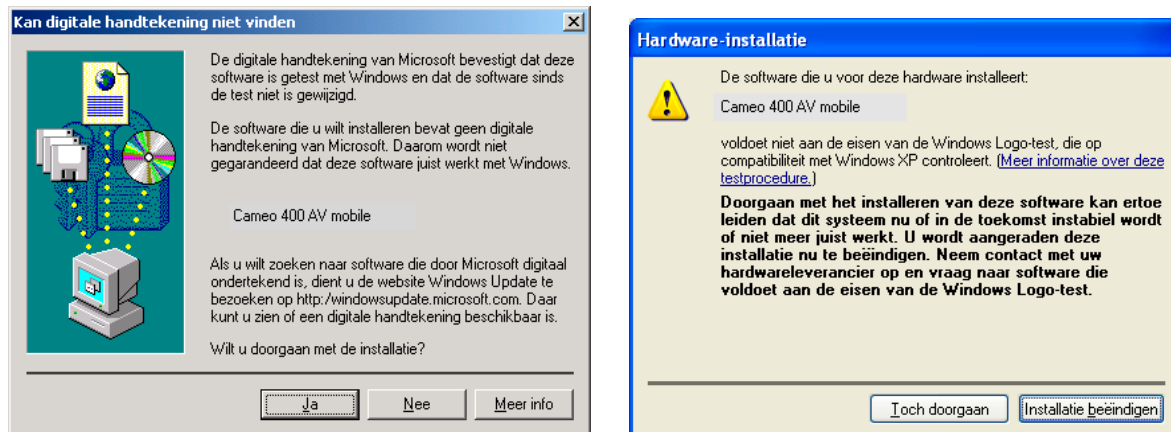 Kan digitale handtekening niet vinden
De digitale handtekening van Microsoft bevestigt dat deze
software is getest met Windows en dat de software sinds
de test niet is gewijzigd.
De software die u wilt installeren bevat geen digitale
handtekening van Microsoft. Daarom wordt niet
gegarandeerd dat deze software juist werkt met Windows.
Cameo 400 AV mobile
Als u wilt zoeken naar software die door Microsoft digitaal
ondertekend is, dient u de website Windows Update te
bezoeken op http:/windowsupdate.microsoft.com. Daar
kunt u zien of een digitale handtekening beschikbaar is.
Wilt u doorgaan met de installatie?
Ja
Nee
Meer info
Hardware-installatie
De software die u voor deze hardware installeert:
Cameo 400 AV mobile
voldoet niet aan de eisen van de Windows Logo-test, die op
compatibiliteit met Windows XP controleert. (Meer informatie over deze
testprocedure.)
Doorgaan met het installeren van deze software kan ertoe
leiden dat dit systeem nu of in de toekomst instabiel wordt
of niet meer juist werkt. U wordt aangeraden deze
installatie nu te beëindigen. Neem contact met uw
hardwareleverancier op en vraag naar software die
voldoet aan de eisen van de Windows Logo-test.
Toch doorgaan
Installatie beëindigen